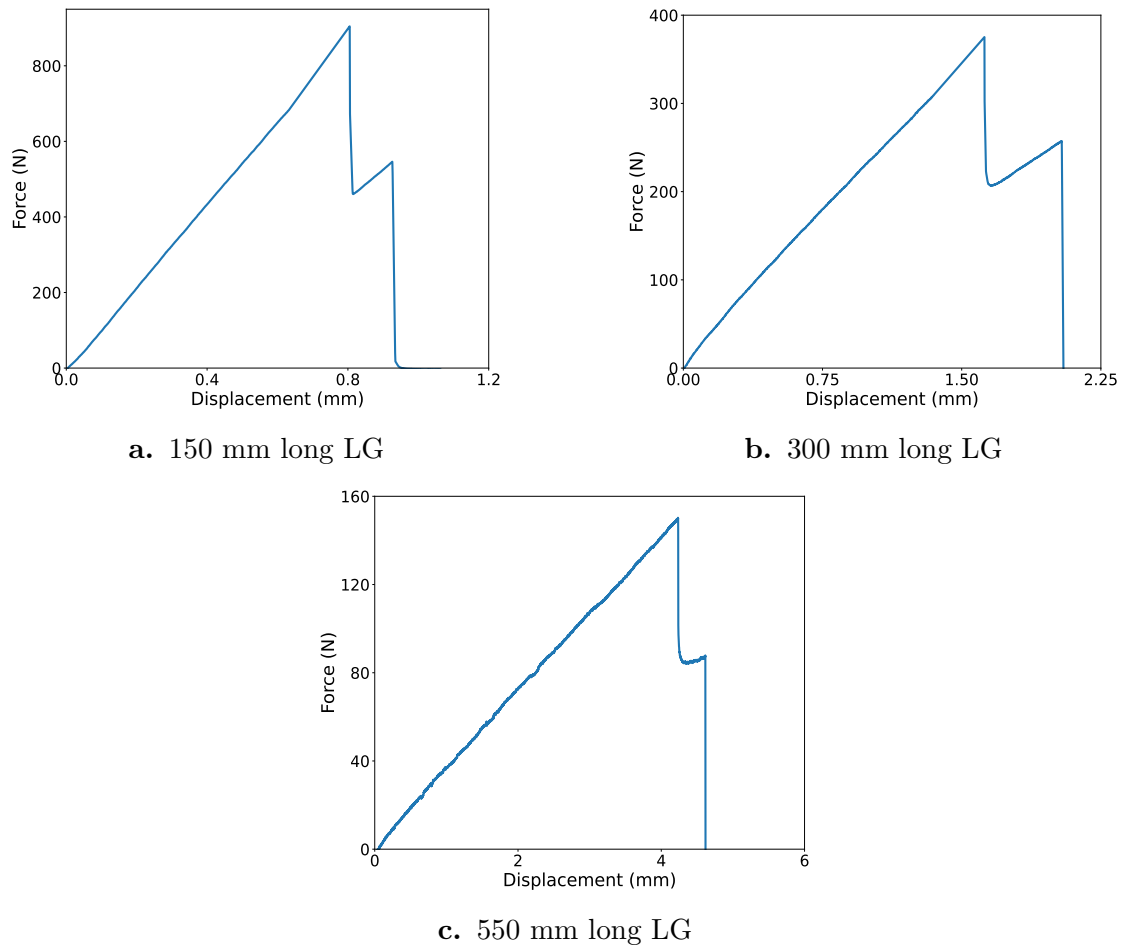 800
600
400
200
0
Force (N)
0.0 0.4 0.8 1.2
Displacement (mm)
a. 150 mm long LG
400
300
200
100
0
Force (N)
0.00 0.75 1.50 2.25
Displacement (mm)
b. 300 mm long LG
160
120
80
40
0
Force (N)
0 2 4 6
Displacement (mm)
c. 550 mm long LG